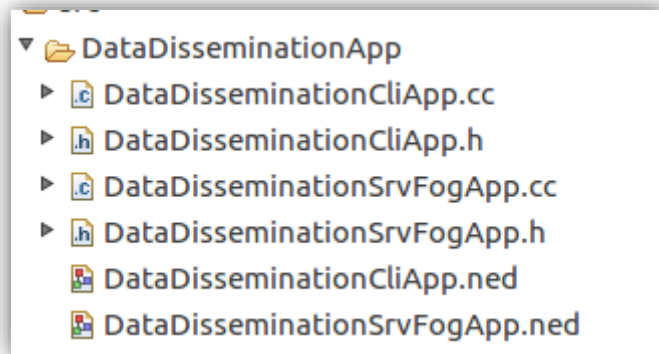 DataDisseminationApp
.c DataDisseminationCliApp.cc
.h DataDisseminationCliApp.h
.c DataDisseminationSrvFogApp.cc
.h DataDisseminationSrvFogApp.h
DataDisseminationCliApp.ned
DataDisseminationSrvFogApp.ned